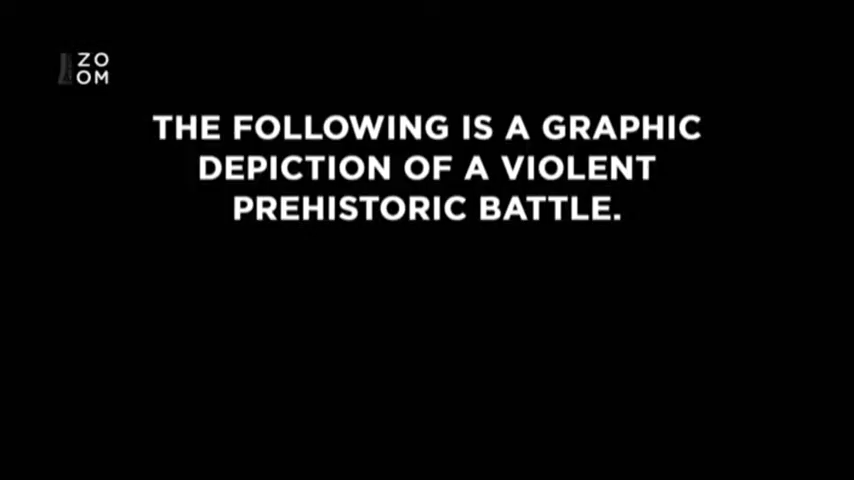 ZO
OM
THE FOLLOWING IS A GRAPHIC
DEPICTION OF A VIOLENT
PREHISTORIC BATTLE.